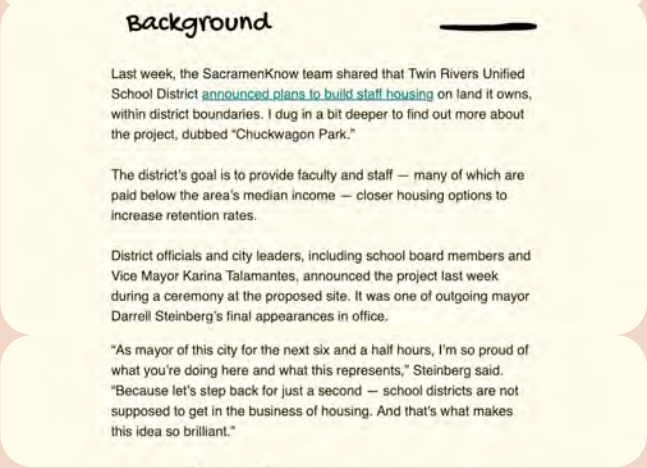 Background
Last week, the SacramenKnow team shared that Twin Rivers Unified
School District announced plans to build staff housing on land it owns,
within district boundaries. I dug in a bit deeper to find out more about
the project, dubbed “Chuckwagon Park.”
The district’s goal is to provide faculty and staff — many of which are
paid below the area’s median income — closer housing options to
increase retention rates.
District officials and city leaders, including school board members and
Vice Mayor Karina Talamantes, announced the project last week
during a ceremony at the proposed site. It was one of outgoing mayor
Darrell Steinberg’s final appearances in office.
“As mayor of this city for the next six and a half hours, I’m so proud of
what you’re doing here and what this represents,” Steinberg said.
“Because let’s step back for just a second — school districts are not
supposed to get in the business of housing. And that’s what makes
this idea so brilliant.”